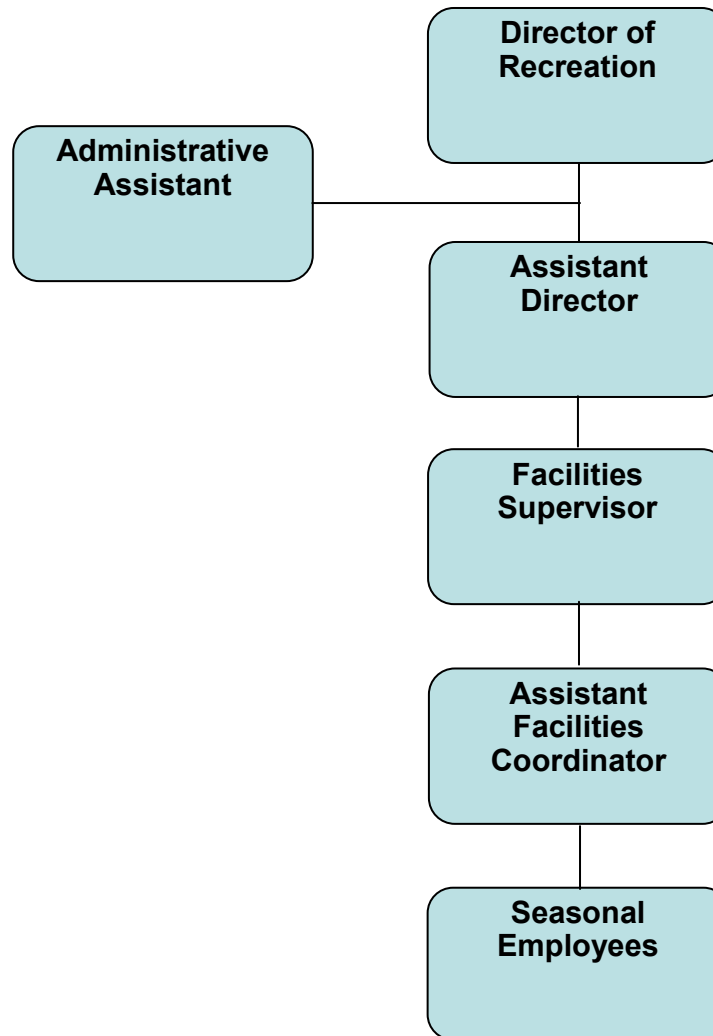 Director of
Recreation
Administrative
Assistant
Assistant
Director
Facilities
Supervisor
Assistant
Facilities
Coordinator
Seasonal
Employees